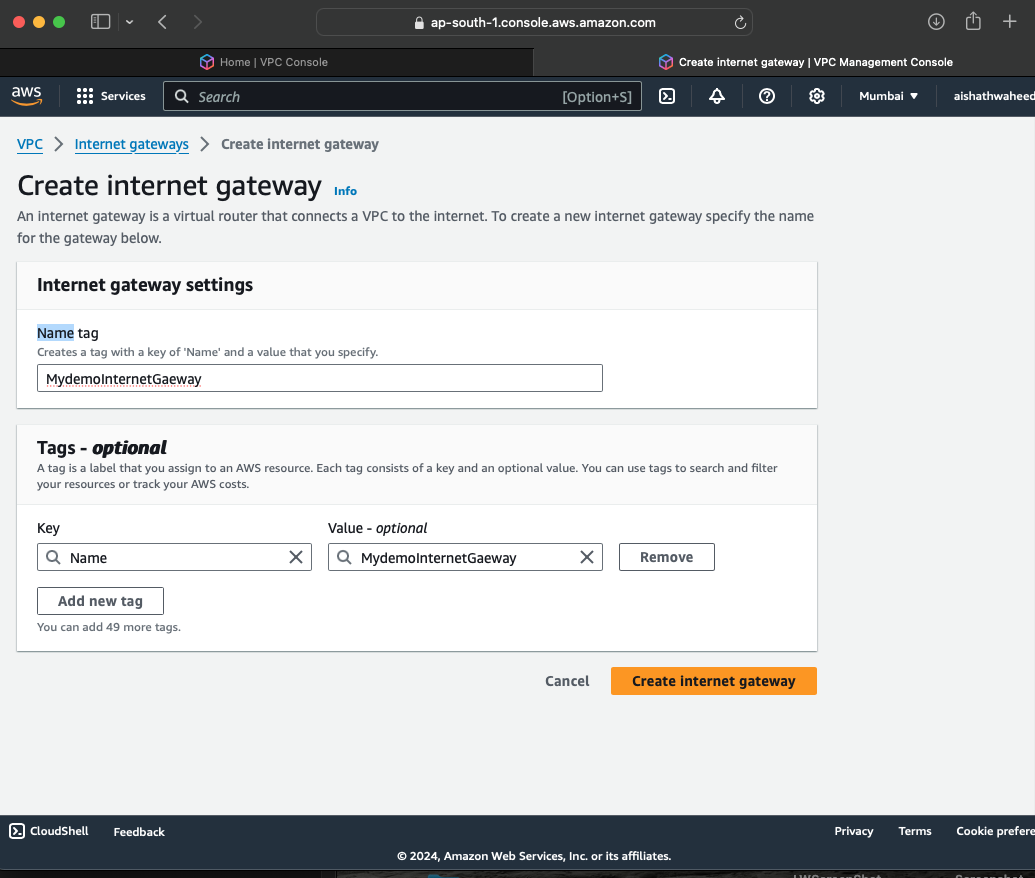 ap-south-1.console.aws.amazon.com
Home | VPC Console
Create internet gateway | VPC Management Console
aws
Services
Search
[Option+S]
Mumbai
aishathwaheed
VPC
Internet gateways
Create internet gateway
Create internet gateway
Info
An internet gateway is a virtual router that connects a VPC to the internet. To create a new internet gateway specify the name
for the gateway below.
Internet gateway settings
Name tag
Creates a tag with a key of 'Name' and a value that you specify.
MydemoInternetGaeway
Tags - optional
A tag is a label that you assign to an AWS resource. Each tag consists of a key and an optional value. You can use tags to search and filter
your resources or track your AWS costs.
Key
Value - optional
Name
MydemoInternetGaeway
Remove
Add new tag
You can add 49 more tags.
Cancel
Create internet gateway
CloudShell
Feedback
Privacy
Terms
Cookie prefere
© 2024, Amazon Web Services, Inc. or its affiliates.